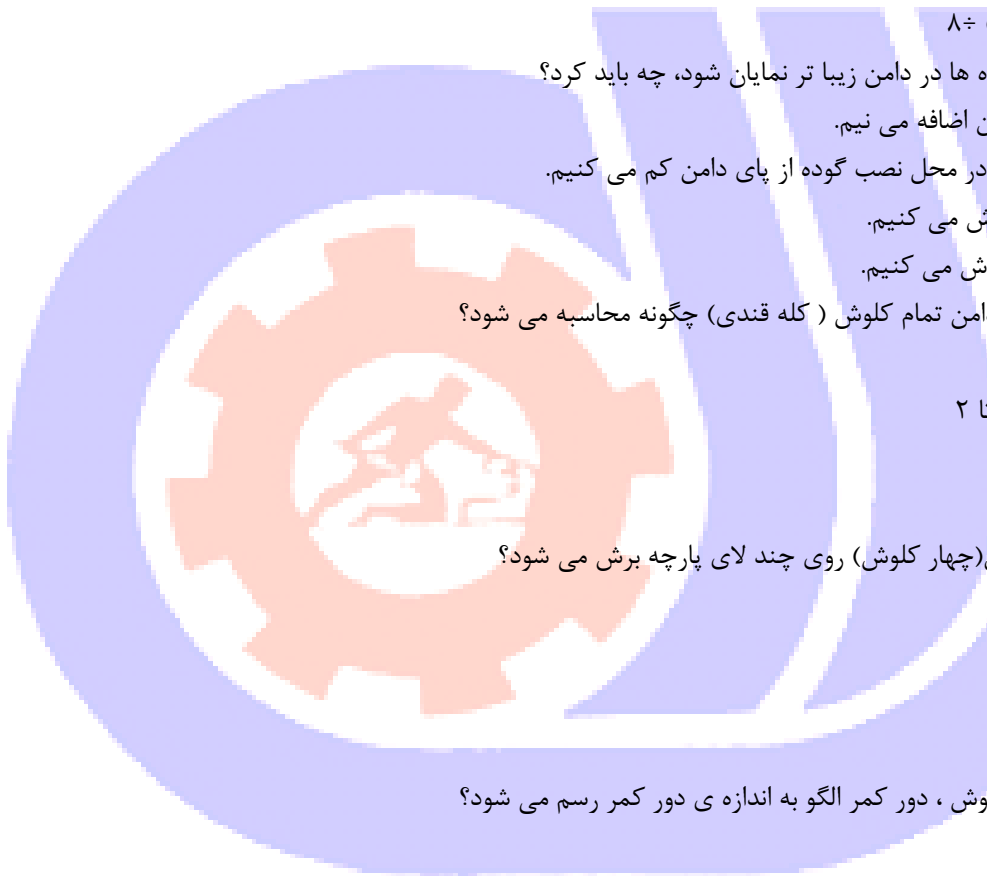 ۸÷
ه ها در دامن زیبا تر نمایان شود، چه باید کرد؟
ن اضافه می نیم.
در محل نصب گوده از پای دامن کم می کنیم.
ش می کنیم.
ش می کنیم.
امن تمام کلوش ( کله قندی) چگونه محاسبه می شود؟
تا ۲
(چهار کلوش) روی چند لای پارچه برش می شود؟
وش ، دور کمر الگو به اندازه ی دور کمر رسم می شود؟